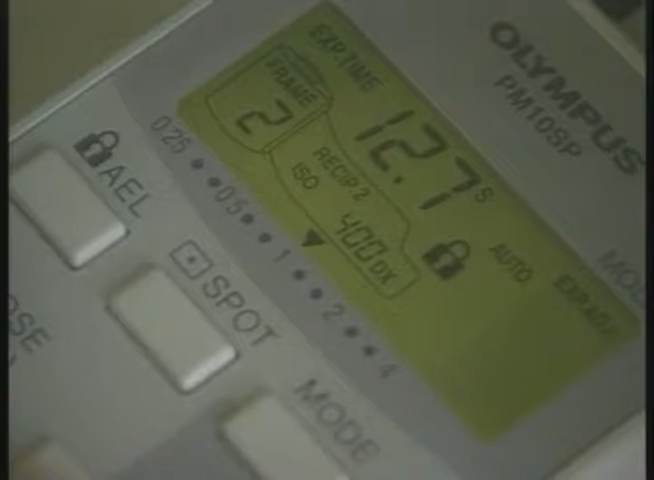 OLYMPUS
PM10SP
EXP.TIME
FRAME
2
12.7 s
RECIP 2
ISO
400 DX
AUTO
EXP.ADJ.
0.25 0.5 1 2 4
AEL
SPOT
MODE